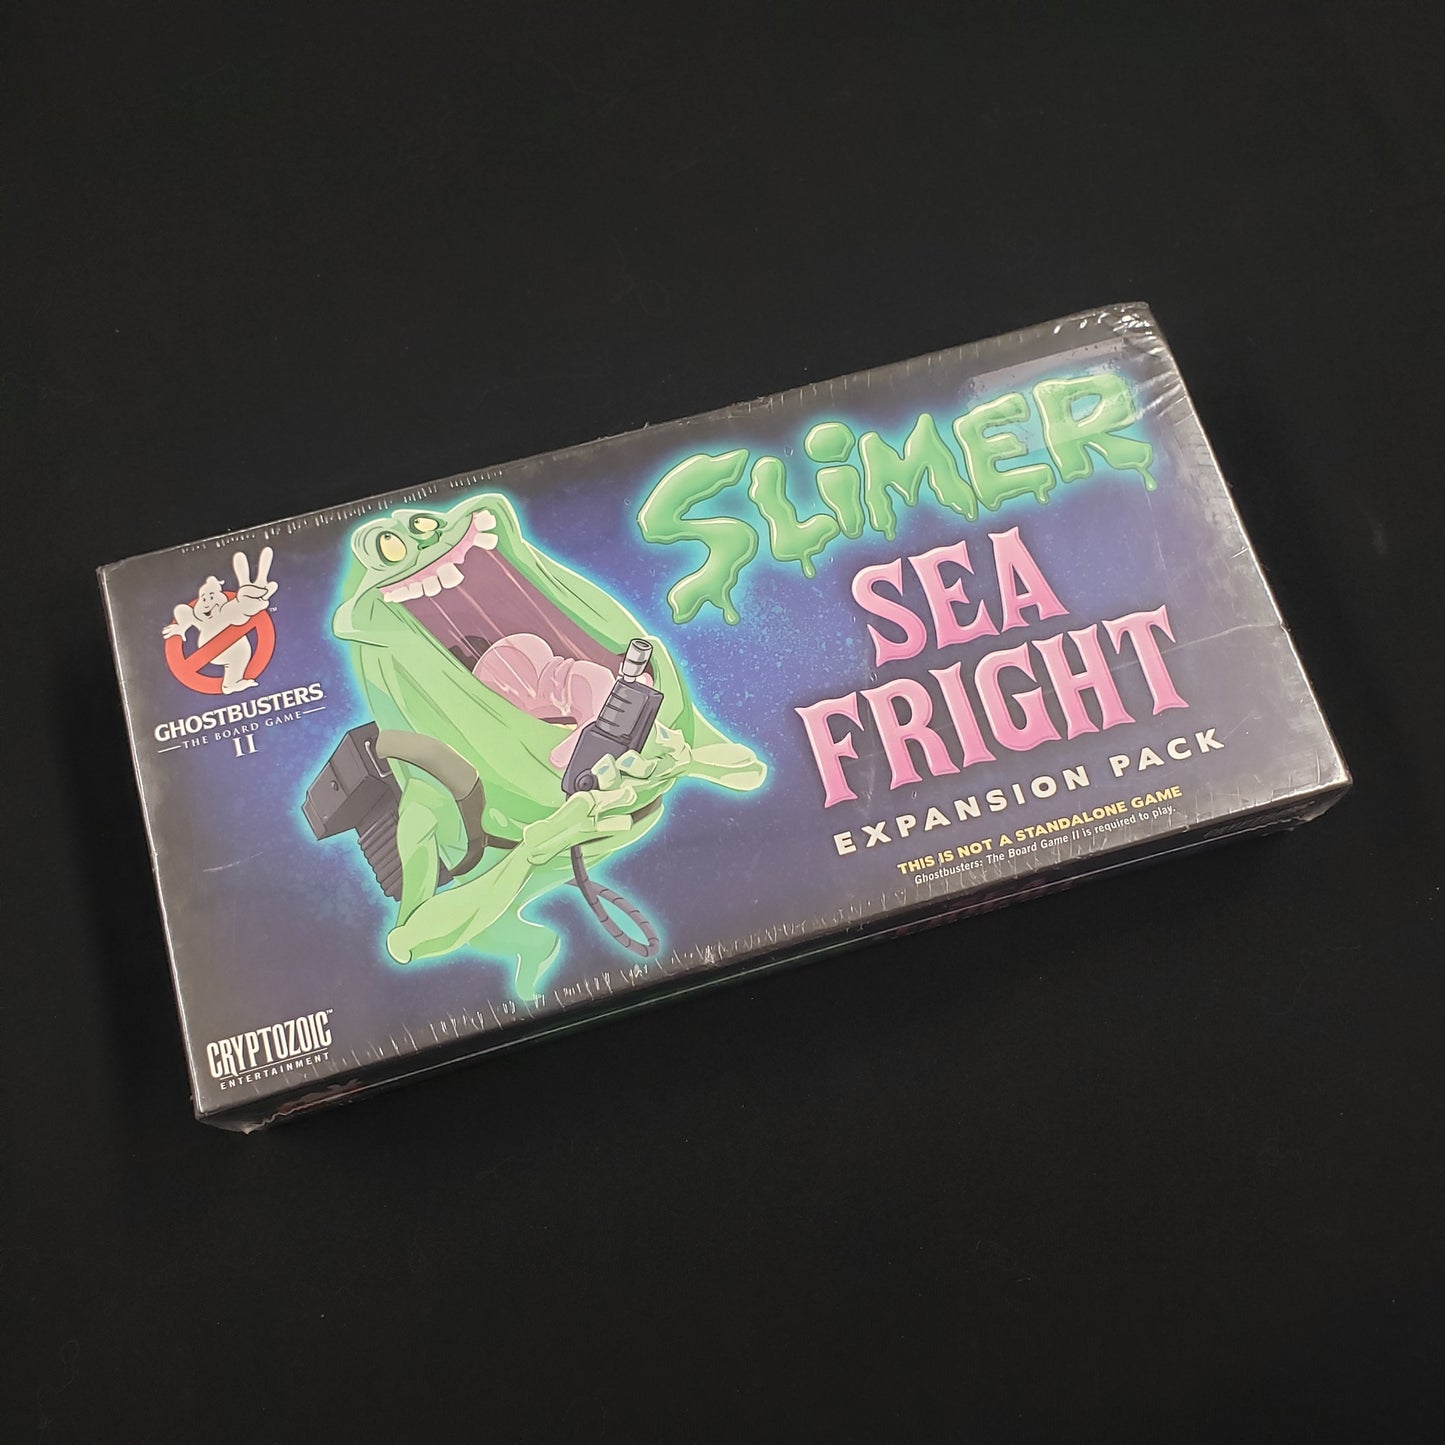 SLiMER
SEA
FRIGHT
EXPANSION PACK
THIS IS NOT A STANDALONE GAME
Ghostbusters: The Board Game II is required to play.
GHOSTBUSTERS
THE BOARD GAME
II
CRYPTOZOIC™
ENTERTAINMENT